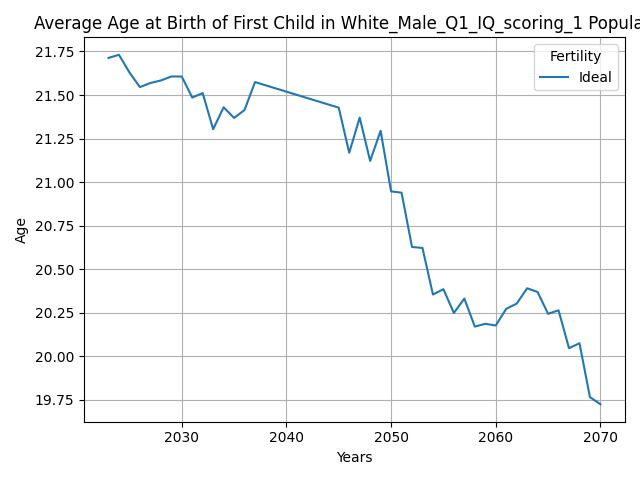 Average Age at Birth of First Child in White_Male_Q1_IQ_scoring_1 Popula
Fertility
Ideal
21.75
21.50
21.25
21.00
20.75
20.50
20.25
20.00
19.75
Age
2030 2040 2050 2060 2070
Years